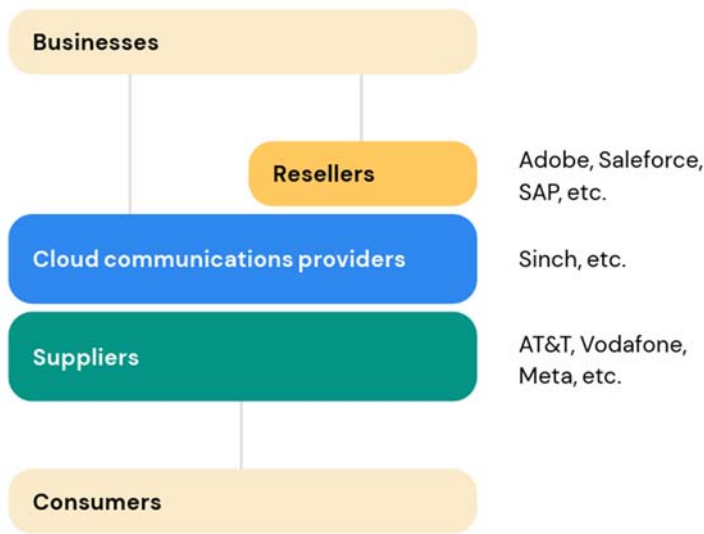 Businesses
Resellers
Adobe, Saleforce,
SAP, etc.
Cloud communications providers
Sinch, etc.
Suppliers
AT&T, Vodafone,
Meta, etc.
Consumers